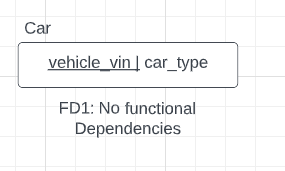 Car
vehicle_vin | car_type
FD1: No functional
Dependencies